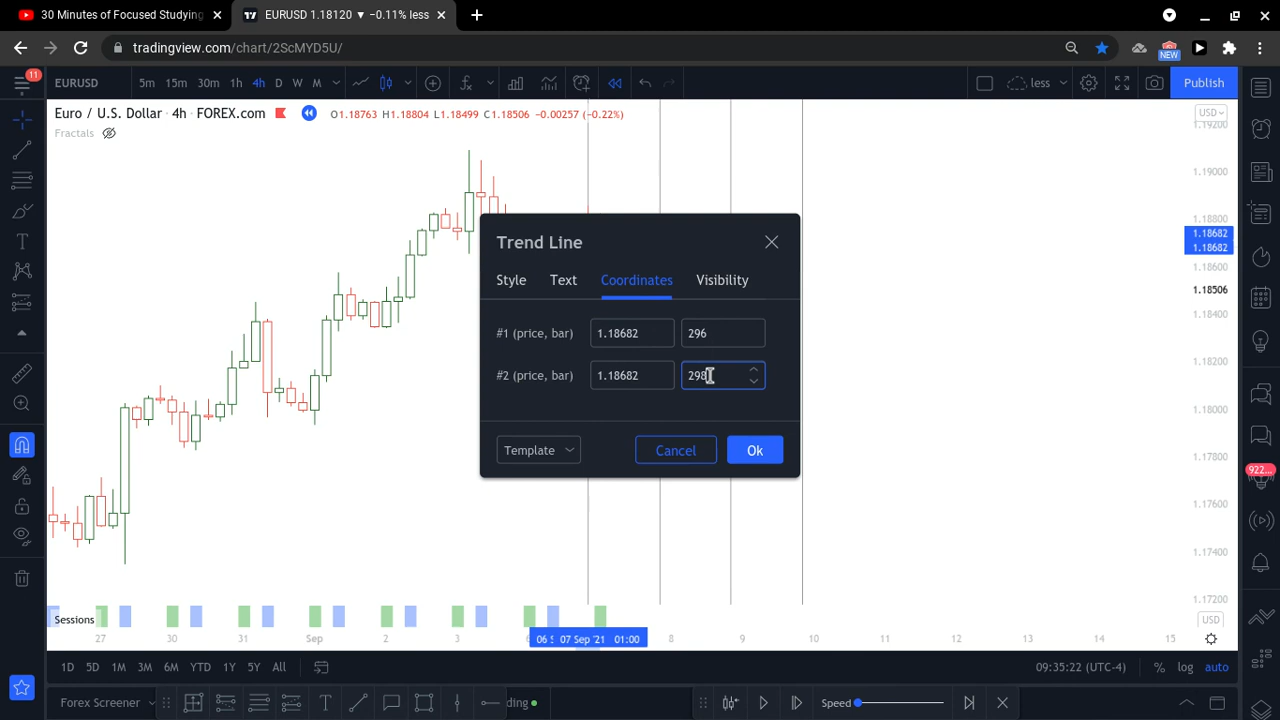 30 Minutes of Focused Studying
EURUSD 1.18120 ▼ −0.11% less
tradingview.com/chart/2ScMYD5U/
NEW
11
EURUSD
5m 15m 30m 1h 4h D W M
less
Publish
Euro / U.S. Dollar · 4h · FOREX.com
O1.18763 H1.18804 L1.18499 C1.18506 −0.00257 (−0.22%)
Fractals
USD
1.19200
1.19000
1.18800
1.18682
1.18682
1.18600
1.18506
1.18400
1.18200
1.18000
1.17800
1.17600
1.17400
1.17200
USD
Trend Line
Style Text Coordinates Visibility
#1 (price, bar) 1.18682 296
#2 (price, bar) 1.18682 298
Template Cancel Ok
922...
Sessions
27 30 31 Sep 2 3 06 07 Sep '21 01:00 8 9 10 11 12 13 14 15
1D 5D 1M 3M 6M YTD 1Y 5Y All
09:35:22 (UTC-4) % log auto
Forex Screener
ding
Speed